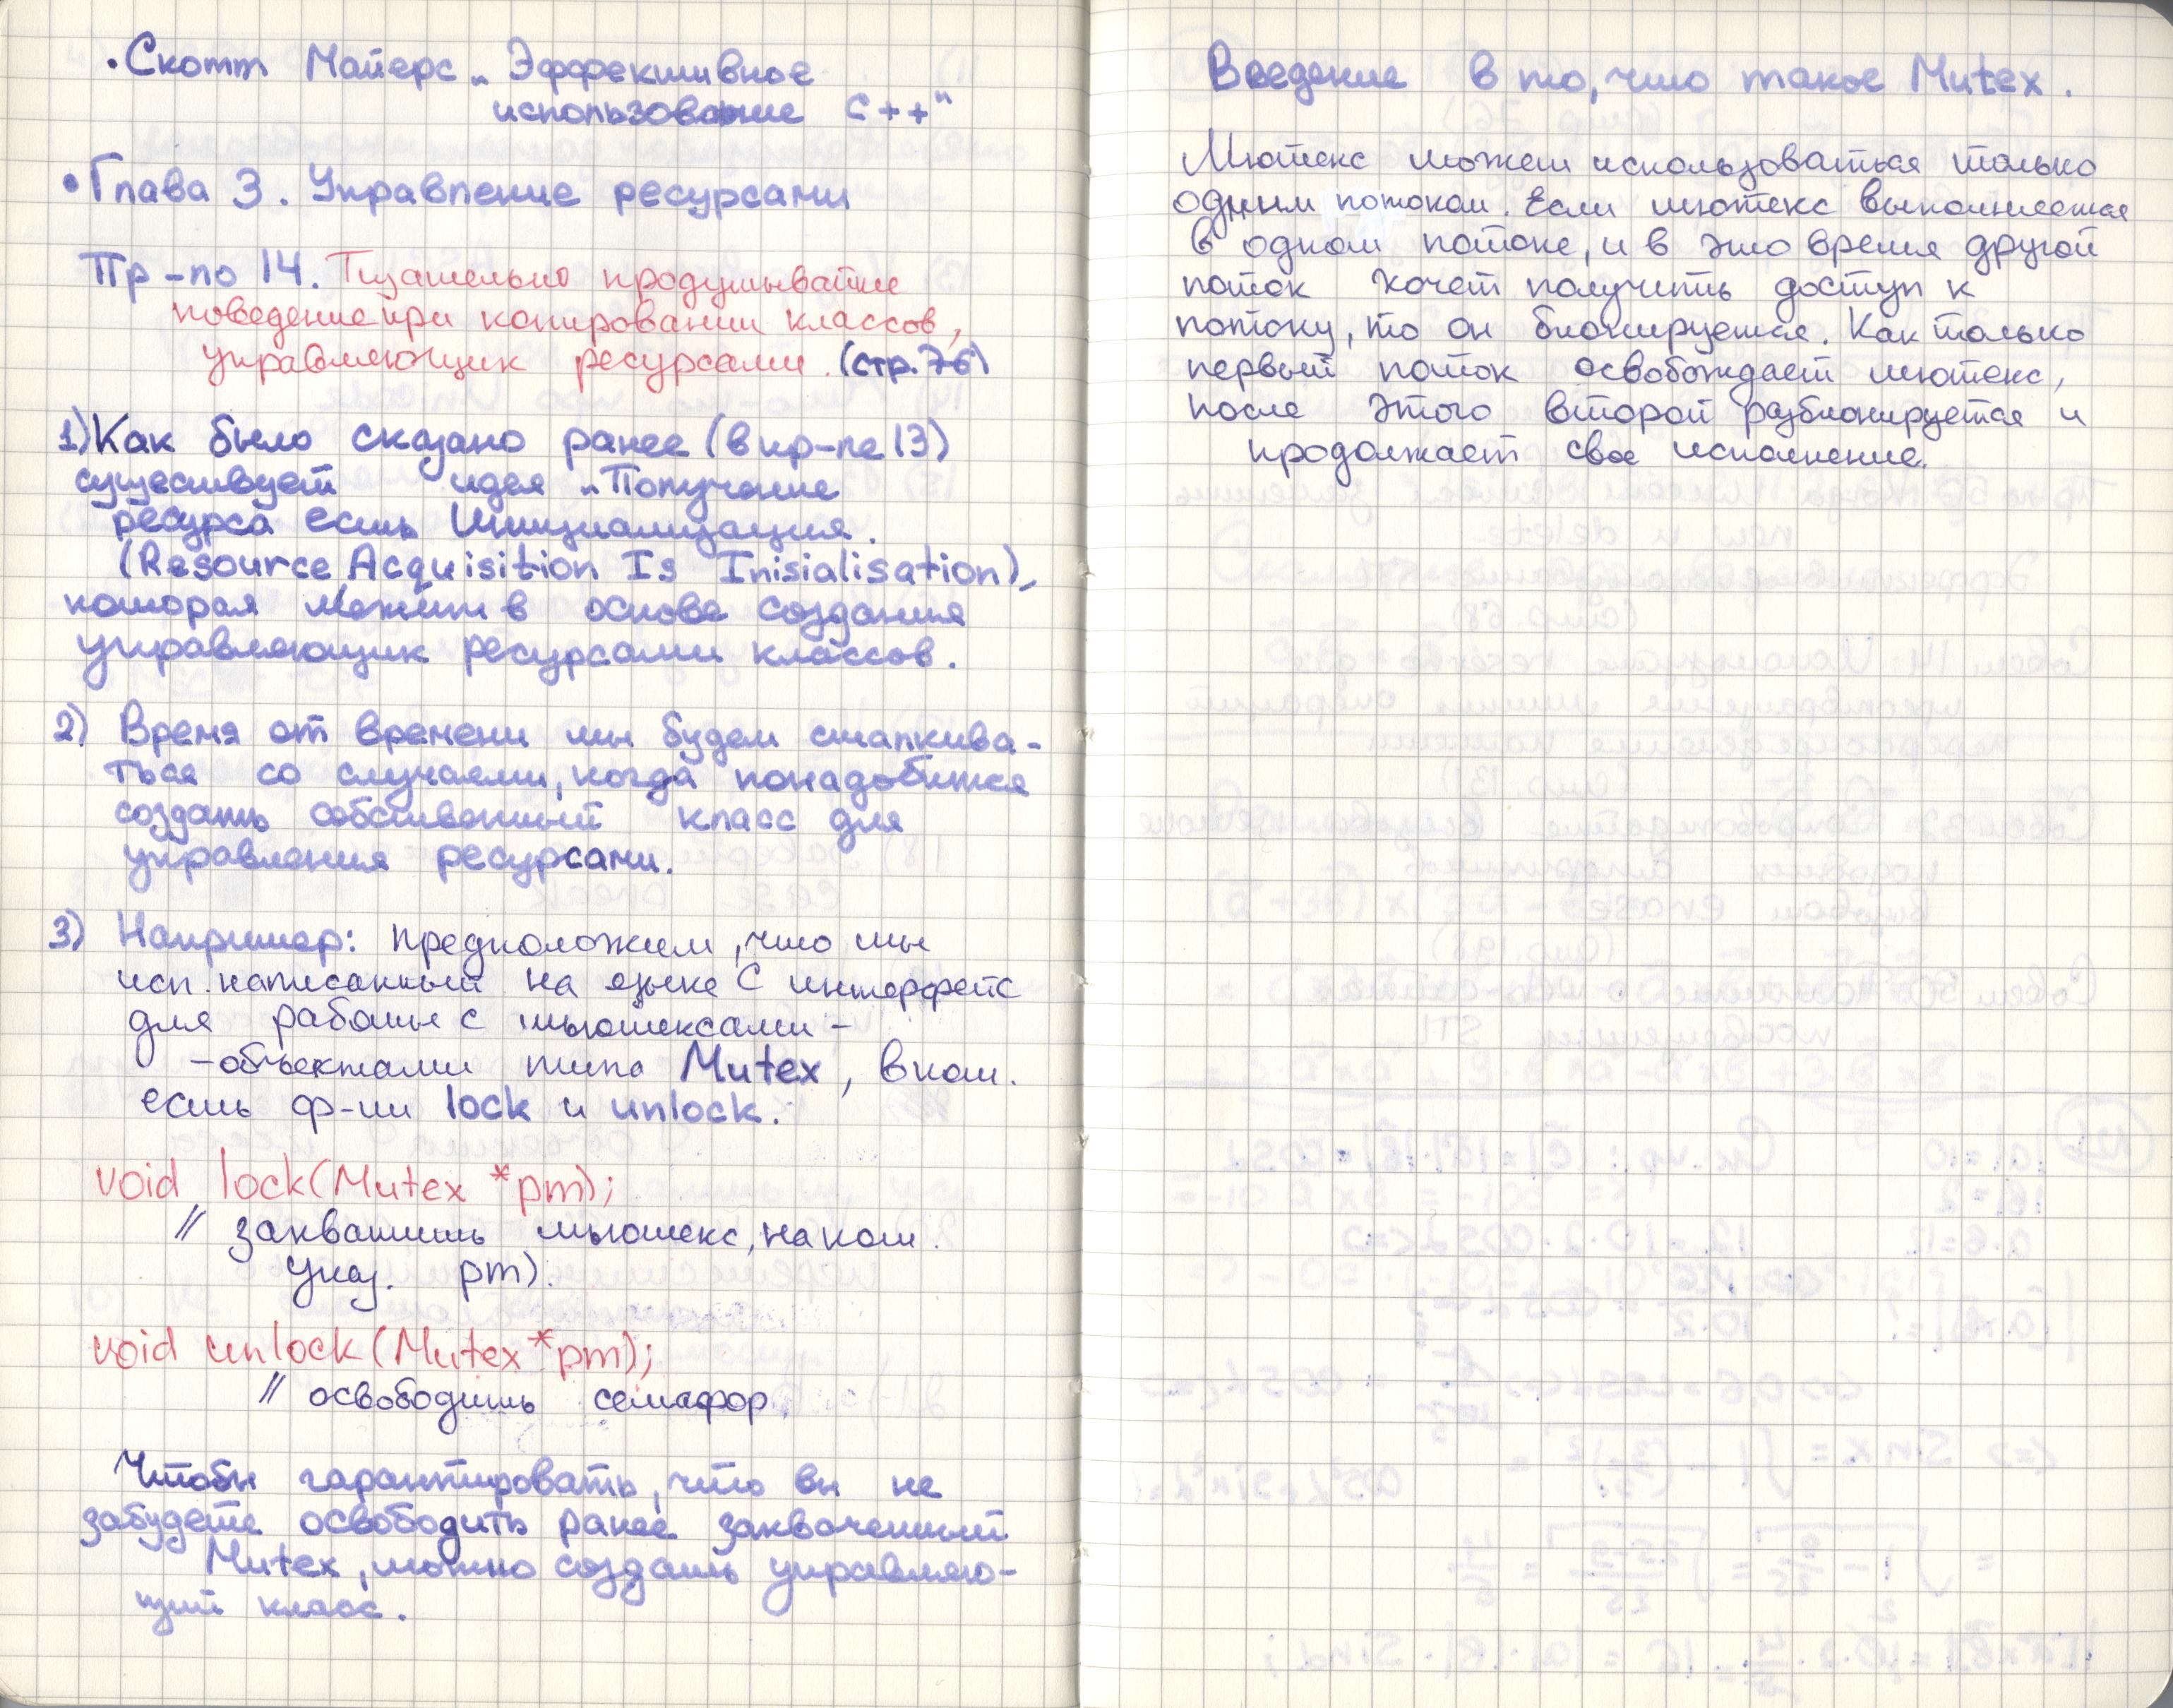 • Скотт Майерс „Эффективное
использование C++"
• Глава 3. Управление ресурсами
Пр-ло 14. Тщательно продумывайте
поведение при копировании классов,
управляющих ресурсами. (стр. 76)
1) Как было сказано ранее (в пр-ле 13)
существует идея „Получение
ресурса есть Инициализация.
(Resource Acquisition Is Inisialisation),
которая лежит в основе создания
управляющих ресурсами классов.
2) Время от времени мы будем сталкива-
ться со случаями, когда понадобится
создать собственный класс для
управления ресурсами.
3) Например: предположим, что мы
исп. написанный на языке C интерфейс
для работы с мьютексами -
- объектами типа Mutex, в кот.
есть ф-ии lock и unlock.
void lock(Mutex *pm);
// захватить мьютекс, на кот.
указ. pm).
void unlock(Mutex *pm);
// освободить семафор.
Чтобы гарантировать, что вы не
забудете освободить ранее захваченный
Mutex, можно создать управляю-
щий класс.
Введение в то, что такое Mutex.
Мютекс может использоваться только
одним потоком. Если мютекс выполняется
в одном потоке, и в это время другой
поток хочет получить доступ к
потоку, то он блокируется. Как только
первый поток освобождает мютекс,
после этого второй разблокируется и
продолжает свое исполнение.